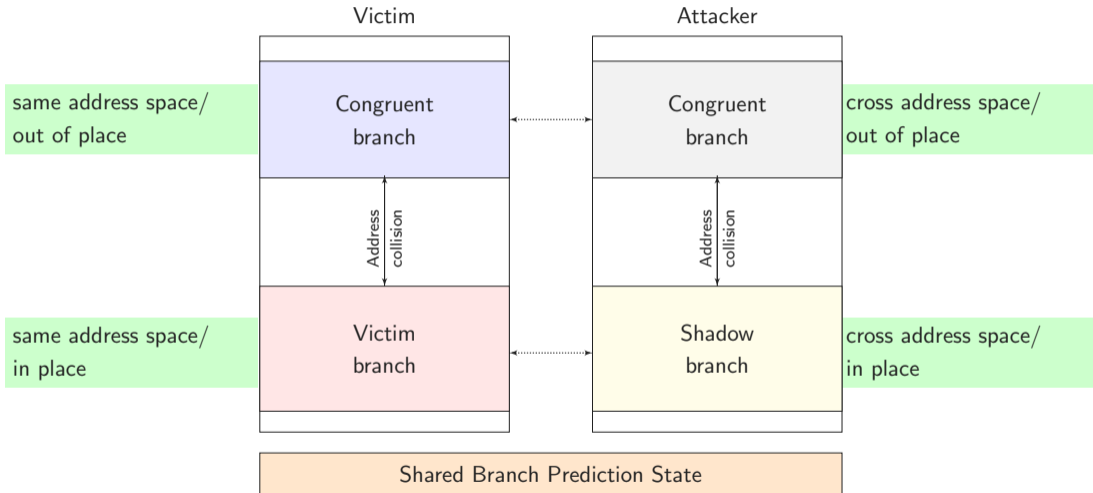 Victim
Attacker
same address space/
out of place
Congruent
branch
Congruent
branch
cross address space/
out of place
Address
collision
Address
collision
same address space/
in place
Victim
branch
Shadow
branch
cross address space/
in place
Shared Branch Prediction State